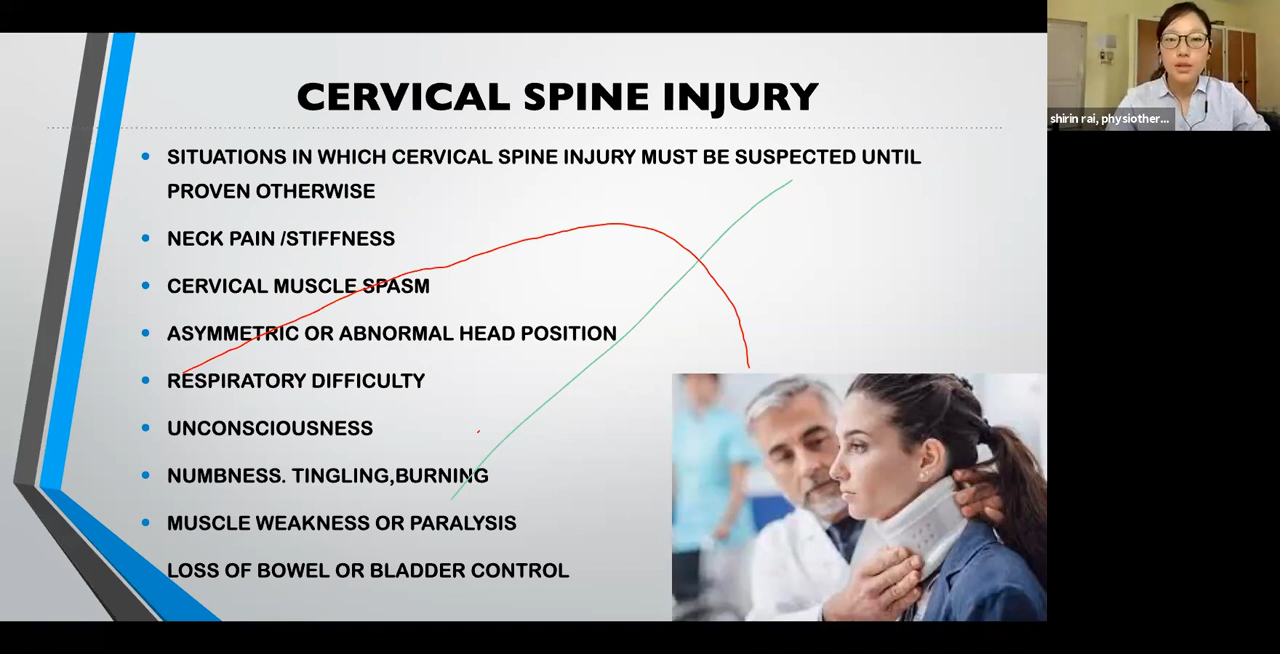 CERVICAL SPINE INJURY
SITUATIONS IN WHICH CERVICAL SPINE INJURY MUST BE SUSPECTED UNTIL
PROVEN OTHERWISE
NECK PAIN /STIFFNESS
CERVICAL MUSCLE SPASM
ASYMMETRIC OR ABNORMAL HEAD POSITION
RESPIRATORY DIFFICULTY
UNCONSCIOUSNESS
NUMBNESS. TINGLING,BURNING
MUSCLE WEAKNESS OR PARALYSIS
LOSS OF BOWEL OR BLADDER CONTROL
shirin rai, physiother...